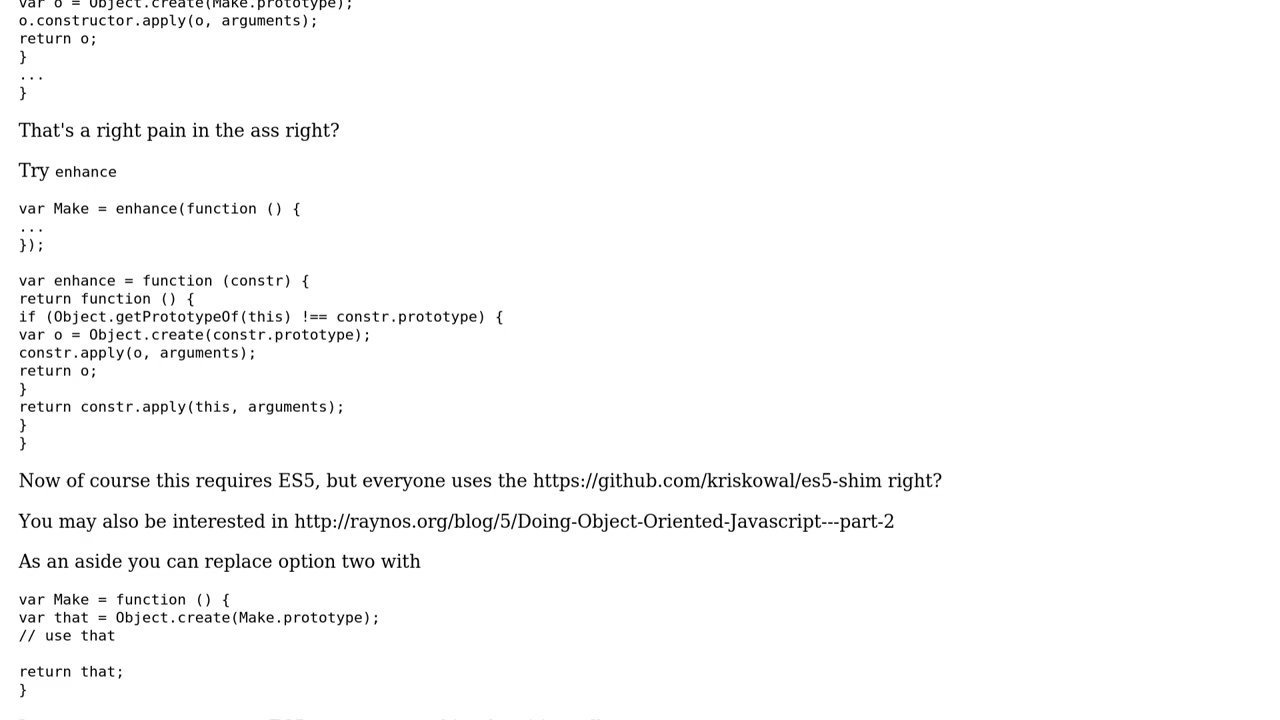 var o = Object.create(Make.prototype);
o.constructor.apply(o, arguments);
return o;
}
...
}
That's a right pain in the ass right?
Try enhance
var Make = enhance(function () {
...
});
var enhance = function (constr) {
return function () {
if (Object.getPrototypeOf(this) !== constr.prototype) {
var o = Object.create(constr.prototype);
constr.apply(o, arguments);
return o;
}
return constr.apply(this, arguments);
}
}
Now of course this requires ES5, but everyone uses the https://github.com/kriskowal/es5-shim right?
You may also be interested in http://raynos.org/blog/5/Doing-Object-Oriented-Javascript---part-2
As an aside you can replace option two with
var Make = function () {
var that = Object.create(Make.prototype);
// use that
return that;
}